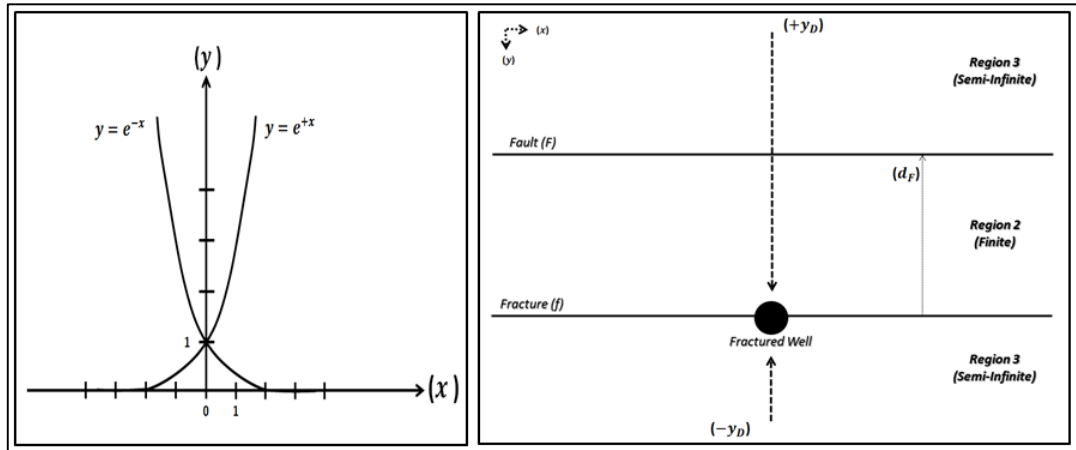 (y)
y = e⁻ˣ
y = e⁺ˣ
1
0
1
(x)
(x)
(y)
(+y_D)
Region 3
(Semi-Infinite)
Fault (F)
(d_F)
Region 2
(Finite)
Fracture (f)
Fractured Well
Region 3
(Semi-Infinite)
(−y_D)